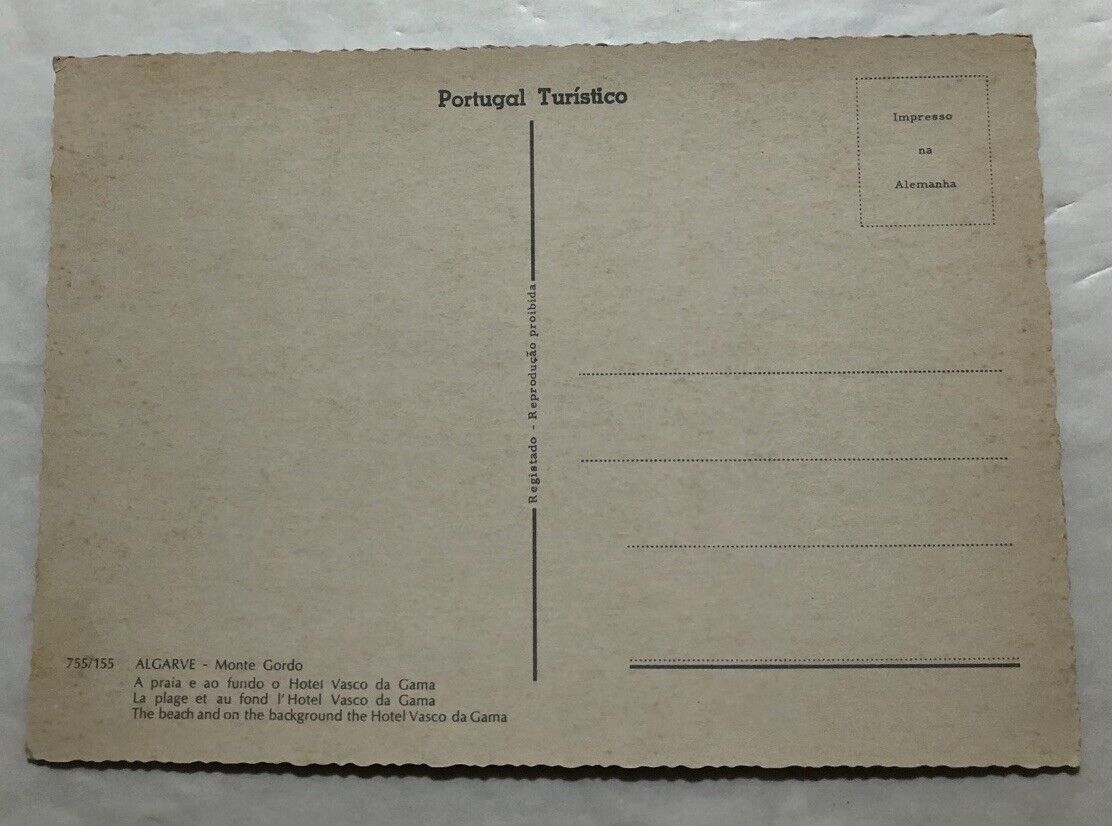 Portugal Turístico
Impresso
na
Alemanha
Registado - Reprodução proibida
755/155 ALGARVE - Monte Gordo
A praia e ao fundo o Hotel Vasco da Gama
La plage et au fond l'Hotel Vasco da Gama
The beach and on the background the Hotel Vasco da Gama